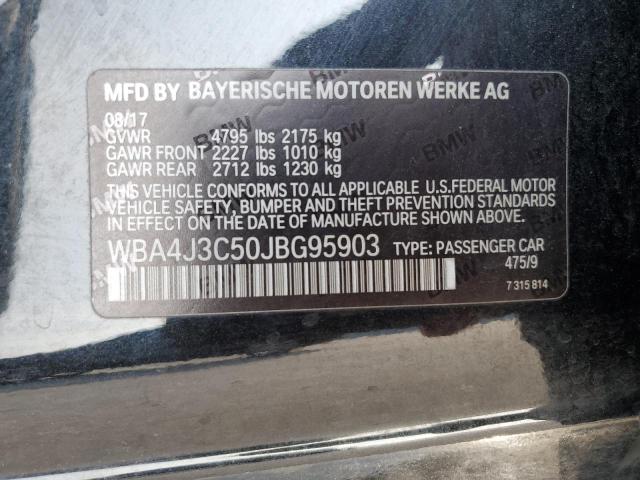 MFD BY BAYERISCHE MOTOREN WERKE AG
08/17
GVWR 4795 lbs 2175 kg
GAWR FRONT 2227 lbs 1010 kg
GAWR REAR 2712 lbs 1230 kg
THIS VEHICLE CONFORMS TO ALL APPLICABLE U.S.FEDERAL MOTOR
VEHICLE SAFETY, BUMPER AND THEFT PREVENTION STANDARDS
IN EFFECT ON THE DATE OF MANUFACTURE SHOWN ABOVE.
WBA4J3C50JBG95903 TYPE: PASSENGER CAR
475/9
7 315 814